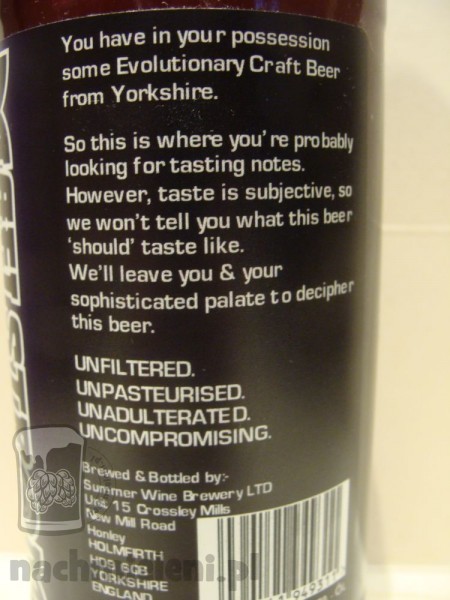 You have in your possession
some Evolutionary Craft Beer
from Yorkshire.
So this is where you're probably
looking for tasting notes.
However, taste is subjective, so
we won't tell you what this beer
'should' taste like.
We'll leave you & your
sophisticated palate to decipher
this beer.
UNFILTERED.
UNPASTEURISED.
UNADULTERATED.
UNCOMPROMISING.
Brewed & Bottled by:-
Summer Wine Brewery LTD
Unit 15 Crossley Mills
New Mill Road
Honley
HOLMFIRTH
HD9 6QB
YORKSHIRE
ENGLAND